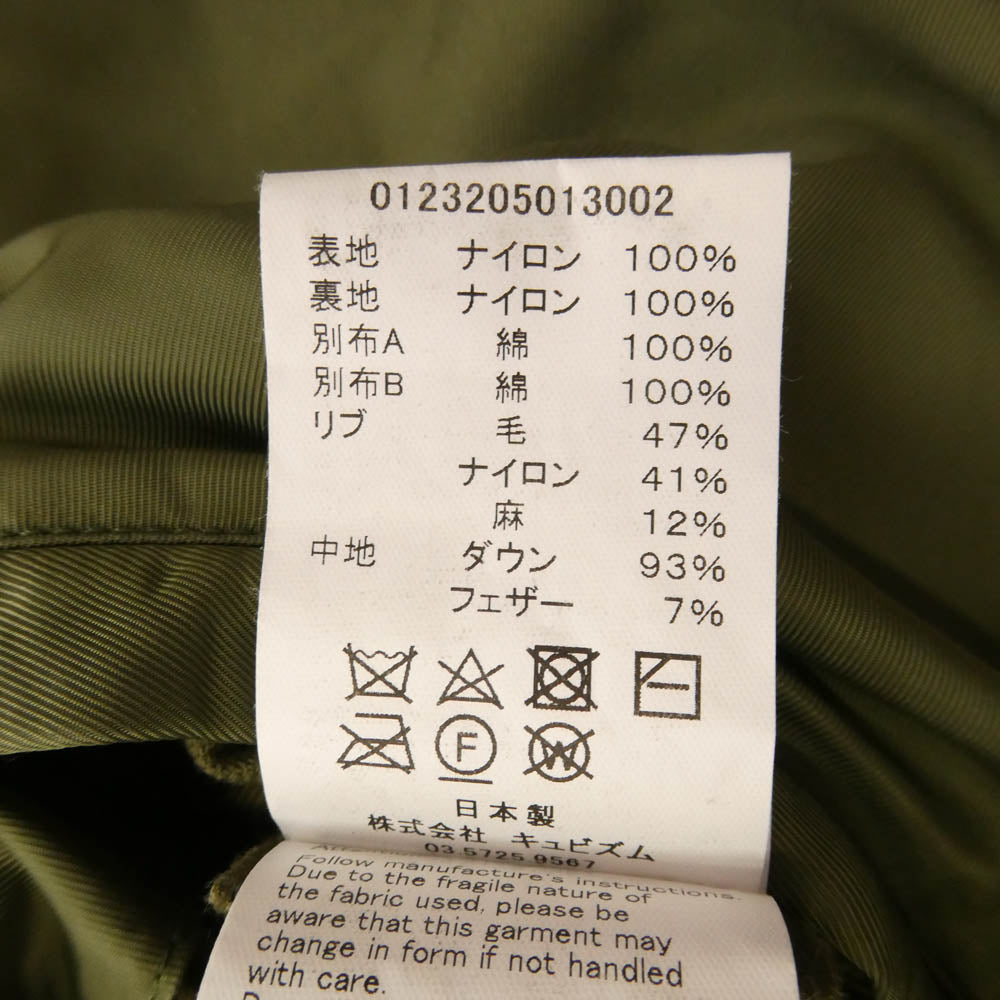 0123205013002
表地 ナイロン 100%
裏地 ナイロン 100%
別布A 綿 100%
別布B 綿 100%
リブ 毛 47%
ナイロン 41%
麻 12%
中地 ダウン 93%
フェザー 7%
F
W
日本製
株式会社 キュビズム
03 5725 9567
Follow manufacture's instructions.
Due to the fragile nature of
the fabric used, please be
aware that this garment may
change in form if not handled
with care.